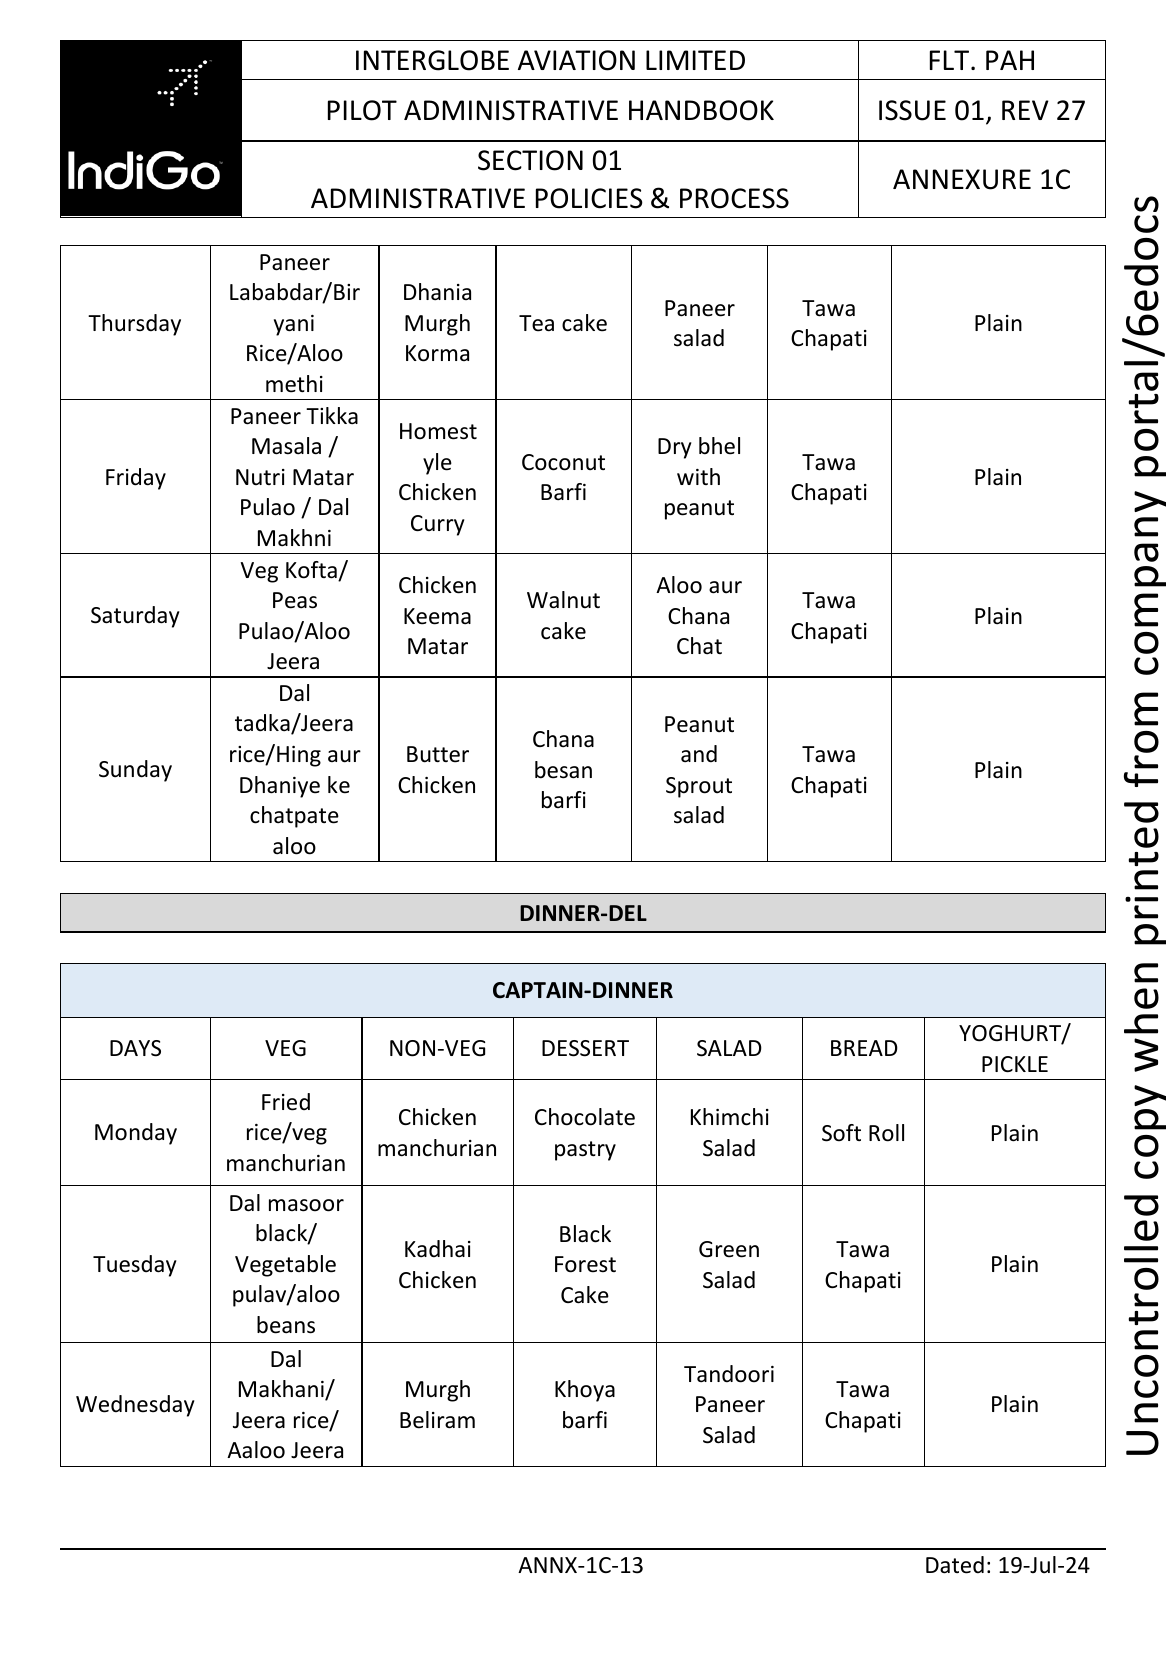 INTERGLOBE AVIATION LIMITED
FLT. PAH
PILOT ADMINISTRATIVE HANDBOOK
ISSUE 01, REV 27
IndiGo
SECTION 01
ADMINISTRATIVE POLICIES & PROCESS
ANNEXURE 1C
Thursday
Paneer
Lababdar/Bir
yani
Rice/Aloo
methi
Dhania
Murgh
Korma
Tea cake
Paneer
salad
Tawa
Chapati
Plain
Friday
Paneer Tikka
Masala /
Nutri Matar
Pulao / Dal
Makhni
Homest
yle
Chicken
Curry
Coconut
Barfi
Dry bhel
with
peanut
Tawa
Chapati
Plain
Saturday
Veg Kofta/
Peas
Pulao/Aloo
Jeera
Chicken
Keema
Matar
Walnut
cake
Aloo aur
Chana
Chat
Tawa
Chapati
Plain
Sunday
Dal
tadka/Jeera
rice/Hing aur
Dhaniye ke
chatpate
aloo
Butter
Chicken
Chana
besan
barfi
Peanut
and
Sprout
salad
Tawa
Chapati
Plain
DINNER-DEL
CAPTAIN-DINNER
DAYS
VEG
NON-VEG
DESSERT
SALAD
BREAD
YOGHURT/
PICKLE
Monday
Fried
rice/veg
manchurian
Chicken
manchurian
Chocolate
pastry
Khimchi
Salad
Soft Roll
Plain
Tuesday
Dal masoor
black/
Vegetable
pulav/aloo
beans
Kadhai
Chicken
Black
Forest
Cake
Green
Salad
Tawa
Chapati
Plain
Wednesday
Dal
Makhani/
Jeera rice/
Aaloo Jeera
Murgh
Beliram
Khoya
barfi
Tandoori
Paneer
Salad
Tawa
Chapati
Plain
ANNX-1C-13
Dated: 19-Jul-24
Uncontrolled copy when printed from company portal/6edocs